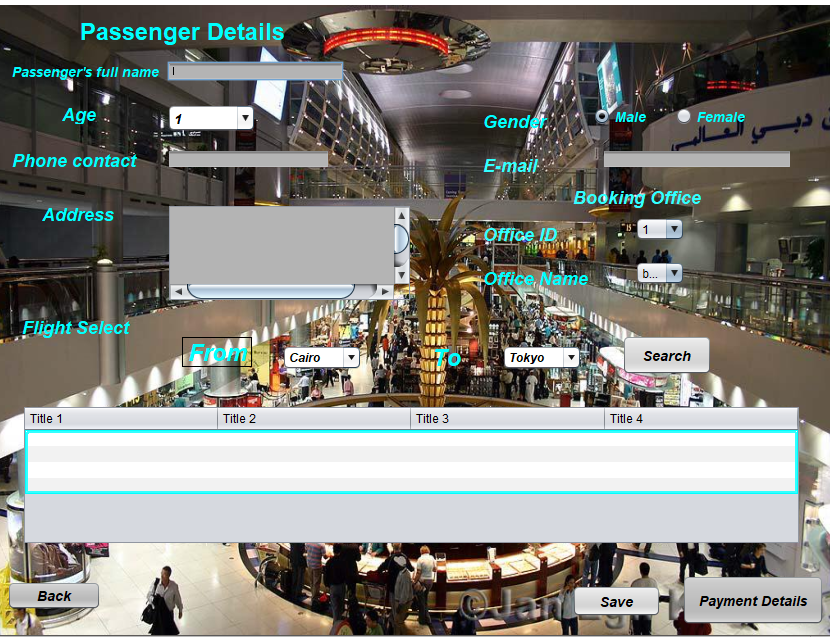 Passenger Details
Passenger's full name
Age 1
Gender Male Female
Phone contact
E-mail
Booking Office
Address
Office ID 1
Office Name b...
Flight Select
From Cairo To Tokyo Search
Title 1 Title 2 Title 3 Title 4
Back Save Payment Details
دبي العالمي